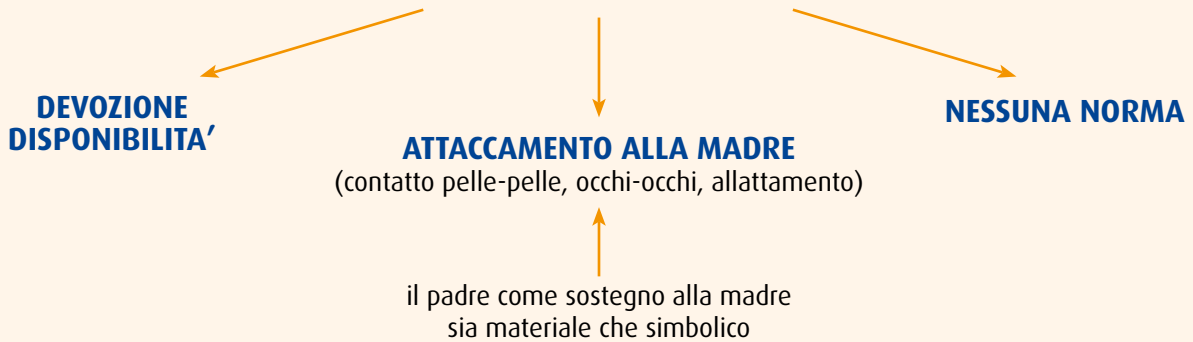 DEVOZIONE
DISPONIBILITA’
ATTACCAMENTO ALLA MADRE
(contatto pelle-pelle, occhi-occhi, allattamento)
NESSUNA NORMA
il padre come sostegno alla madre
sia materiale che simbolico